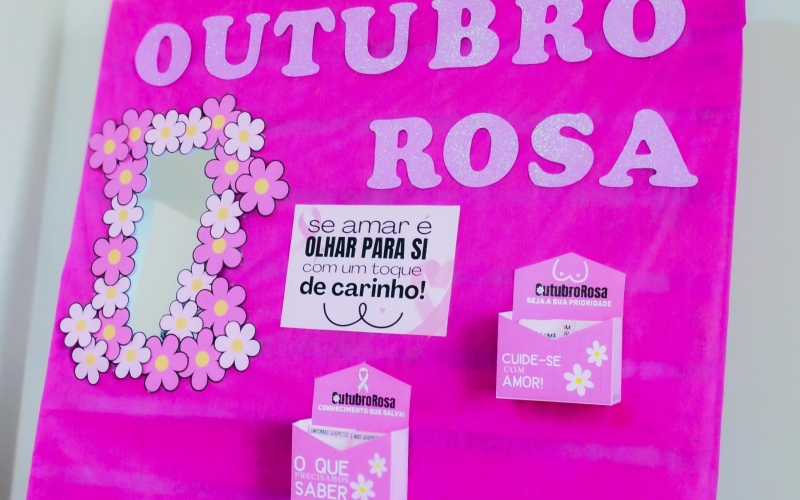 OUTUBRO
ROSA
se amar é
OLHAR PARA SI
com um toque
de carinho!
OutubroRosa
SEJA A SUA PRIORIDADE
CUIDE-SE
COM
AMOR!
OutubroRosa
CONHECIMENTO QUE SALVA!
O QUE
PRECISAMOS
SABER